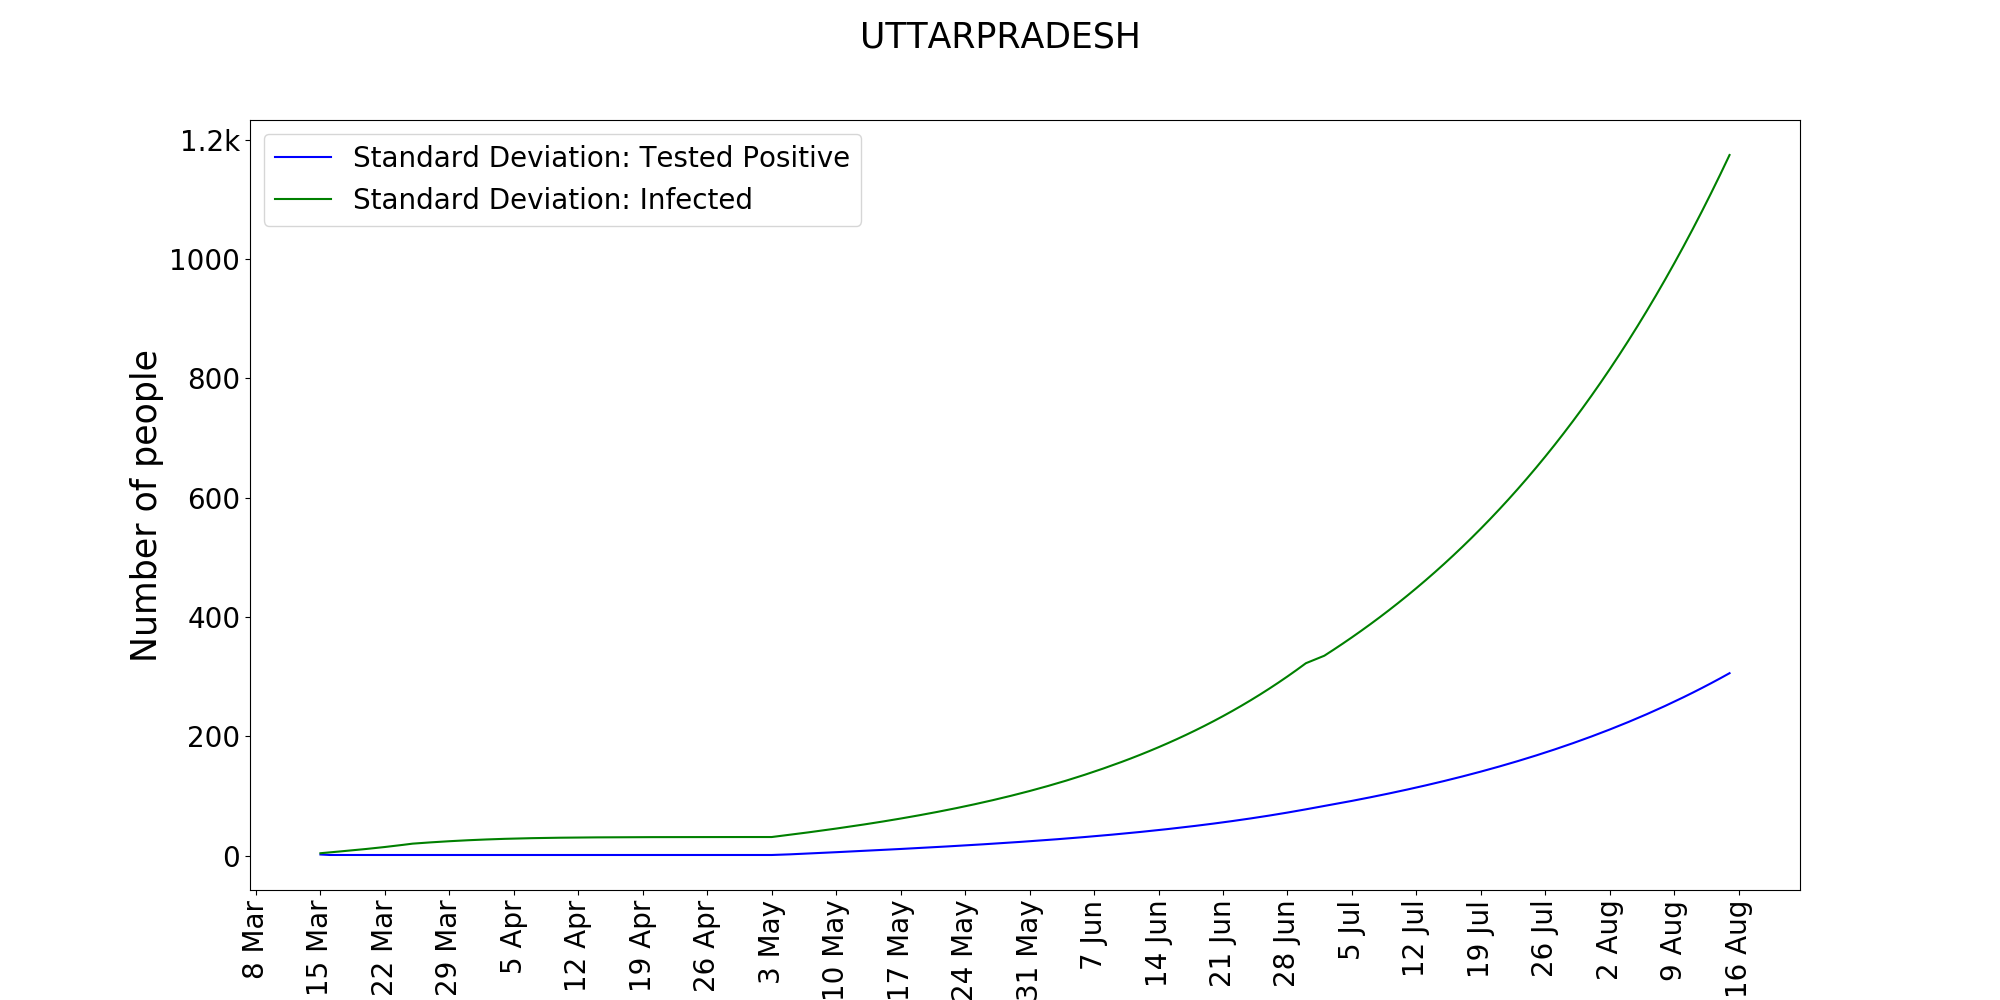 UTTARPRADESH
Standard Deviation: Tested Positive
Standard Deviation: Infected
Number of people
1.2k
1000
800
600
400
200
0
8 Mar
15 Mar
22 Mar
29 Mar
5 Apr
12 Apr
19 Apr
26 Apr
3 May
10 May
17 May
24 May
31 May
7 Jun
14 Jun
21 Jun
28 Jun
5 Jul
12 Jul
19 Jul
26 Jul
2 Aug
9 Aug
16 Aug